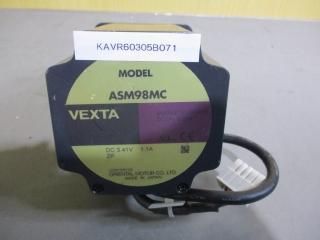 KAVR60305B071
MODEL
ASM98MC
VEXTA
DC 3.41V 1.1A
ORIENTAL MOTOR CO. LTD.
MADE IN JAPAN